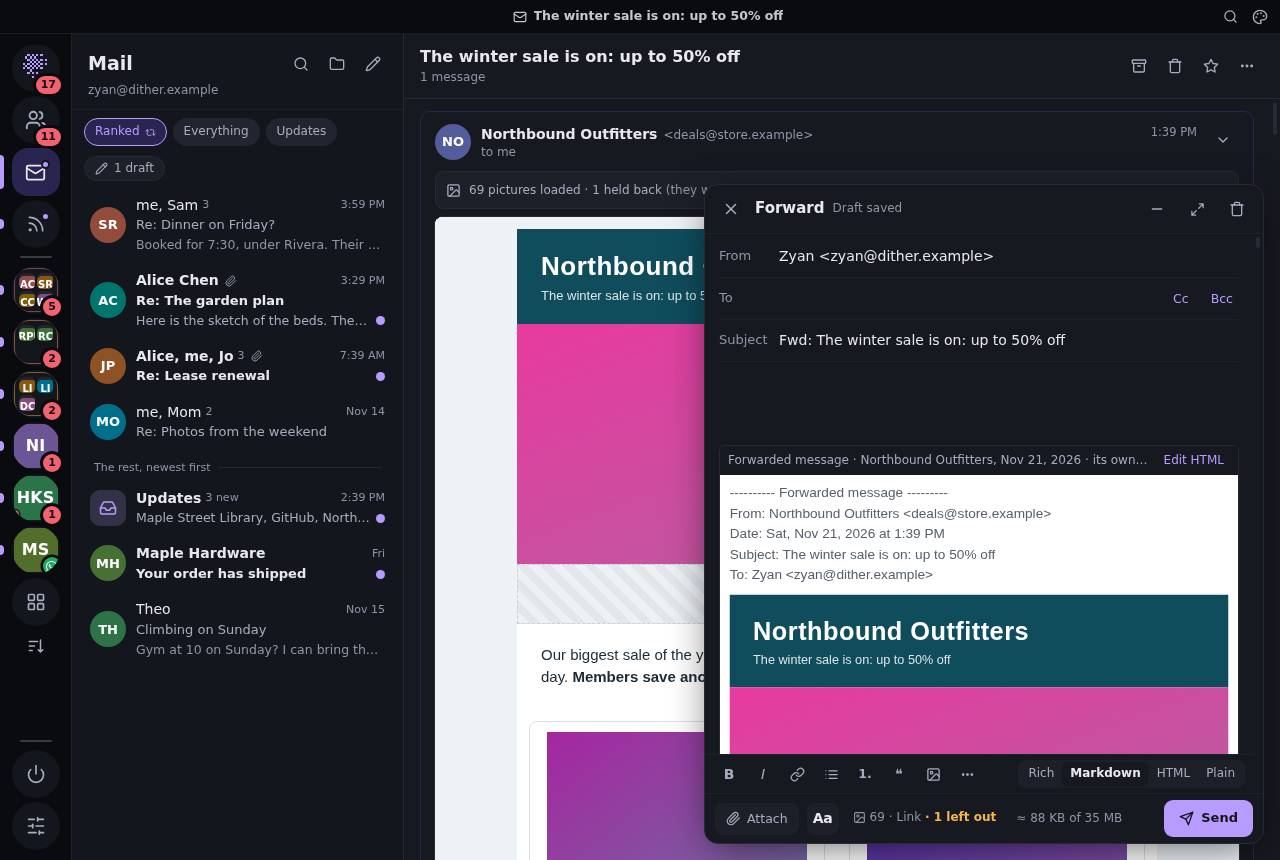 The winter sale is on: up to 50% off
17
11
AC SR
CC
5
RP RC
2
LI LI
DC
2
NI
1
HKS
1
MS
Mail
zyan@dither.example
Ranked
Everything
Updates
1 draft
SR
me, Sam 3
3:59 PM
Re: Dinner on Friday?
Booked for 7:30, under Rivera. Their …
AC
Alice Chen
3:29 PM
Re: The garden plan
Here is the sketch of the beds. The…
JP
Alice, me, Jo 3
7:39 AM
Re: Lease renewal
MO
me, Mom 2
Nov 14
Re: Photos from the weekend
The rest, newest first
Updates 3 new
2:39 PM
Maple Street Library, GitHub, North…
MH
Maple Hardware
Fri
Your order has shipped
TH
Theo
Nov 15
Climbing on Sunday
Gym at 10 on Sunday? I can bring th…
The winter sale is on: up to 50% off
1 message
NO
Northbound Outfitters <deals@store.example>
to me
1:39 PM
69 pictures loaded · 1 held back (they w
Northbound
The winter sale is on: up to 5
Our biggest sale of the y
day. Members save ano
Forward Draft saved
From Zyan <zyan@dither.example>
To
Cc Bcc
Subject Fwd: The winter sale is on: up to 50% off
Forwarded message · Northbound Outfitters, Nov 21, 2026 · its own…
Edit HTML
---------- Forwarded message ---------
From: Northbound Outfitters <deals@store.example>
Date: Sat, Nov 21, 2026 at 1:39 PM
Subject: The winter sale is on: up to 50% off
To: Zyan <zyan@dither.example>
Northbound Outfitters
The winter sale is on: up to 50% off
B I 1. ❝
Rich Markdown HTML Plain
Attach
Aa
69 · Link · 1 left out
≈ 88 KB of 35 MB
Send